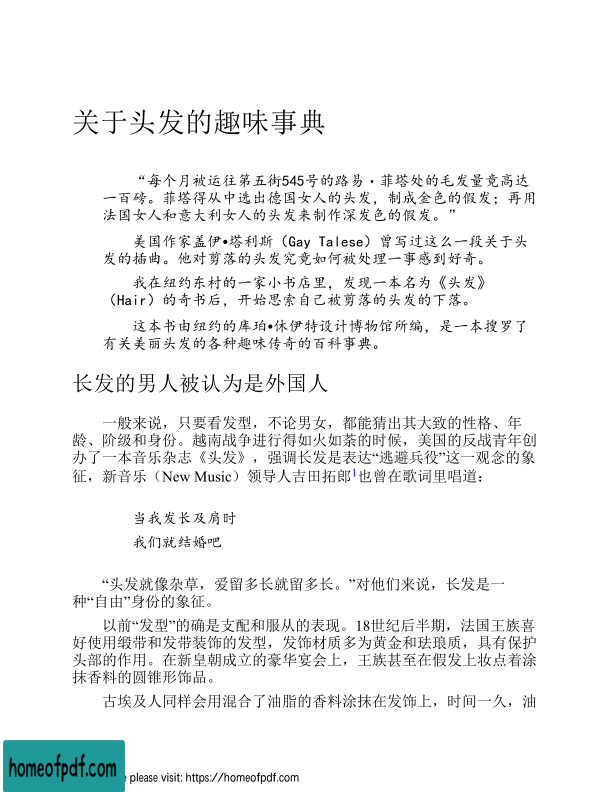 关于头发的趣味事典
“每个月被运往第五街545号的路易·菲塔处的毛发量竟高达
一百磅。菲塔得从中选出德国女人的头发，制成金色的假发；再用
法国女人和意大利女人的头发来制作深发色的假发。”
美国作家盖伊•塔利斯（Gay Talese）曾写过这么一段关于头
发的插曲。他对剪落的头发究竟如何被处理一事感到好奇。
我在纽约东村的一家小书店里，发现一本名为《头发》
（Hair）的奇书后，开始思索自己被剪落的头发的下落。
这本书由纽约的库珀•休伊特设计博物馆所编，是一本搜罗了
有关美丽头发的各种趣味传奇的百科事典。
长发的男人被认为是外国人
一般来说，只要看发型，不论男女，都能猜出其大致的性格、年
龄、阶级和身份。越南战争进行得如火如荼的时候，美国的反战青年创
办了一本音乐杂志《头发》，强调长发是表达“逃避兵役”这一观念的象
征，新音乐（New Music）领导人吉田拓郎1也曾在歌词里唱道：
当我发长及肩时
我们就结婚吧
“头发就像杂草，爱留多长就留多长。”对他们来说，长发是一
种“自由”身份的象征。
以前“发型”的确是支配和服从的表现。18世纪后半期，法国王族喜
好使用缎带和发带装饰的发型，发饰材质多为黄金和珐琅质，具有保护
头部的作用。在新皇朝成立的豪华宴会上，王族甚至在假发上妆点着涂
抹香料的圆锥形饰品。
古埃及人同样会用混合了油脂的香料涂抹在发饰上，时间一久，油
homeofpdf.com
e please visit: https://homeofpdf.com